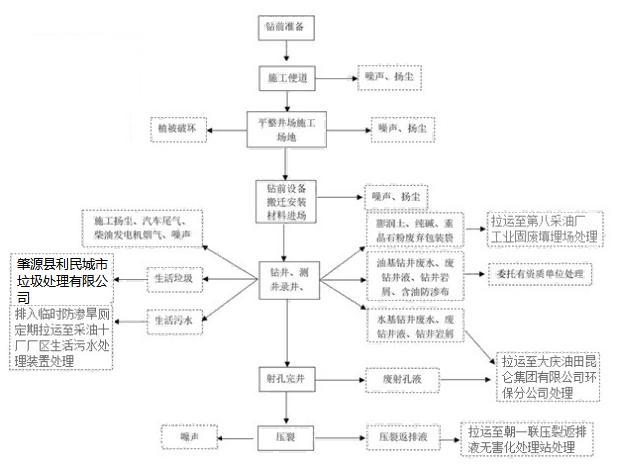 钻前准备
施工便道
噪声、扬尘
植被破坏
平整井场施工
场地
噪声、扬尘
钻前设备
搬迁安装
材料进场
噪声、扬尘
施工扬尘、汽车尾气、
柴油发电机烟气、噪声
膨润土、纯碱、重
晶石粉废弃包装袋
拉运至第八采油厂
工业固废填埋场处理
肇源县利民城市
垃圾处理有限公
司
生活垃圾
钻井、测
井录井、
油基钻井废水、废
钻井液、钻井岩
屑、含油防渗布
委托有资质单位处理
排入临时防渗旱厕
定期拉运至采油十
厂厂区生活污水处
理装置处理
生活污水
水基钻井废水、废
钻井液、钻井岩屑
射孔完井
废射孔液
拉运至大庆油田昆
仑集团有限公司环
保分公司处理
噪声
压裂
压裂返排液
拉运至朝一联压裂返排
液无害化处理站处理